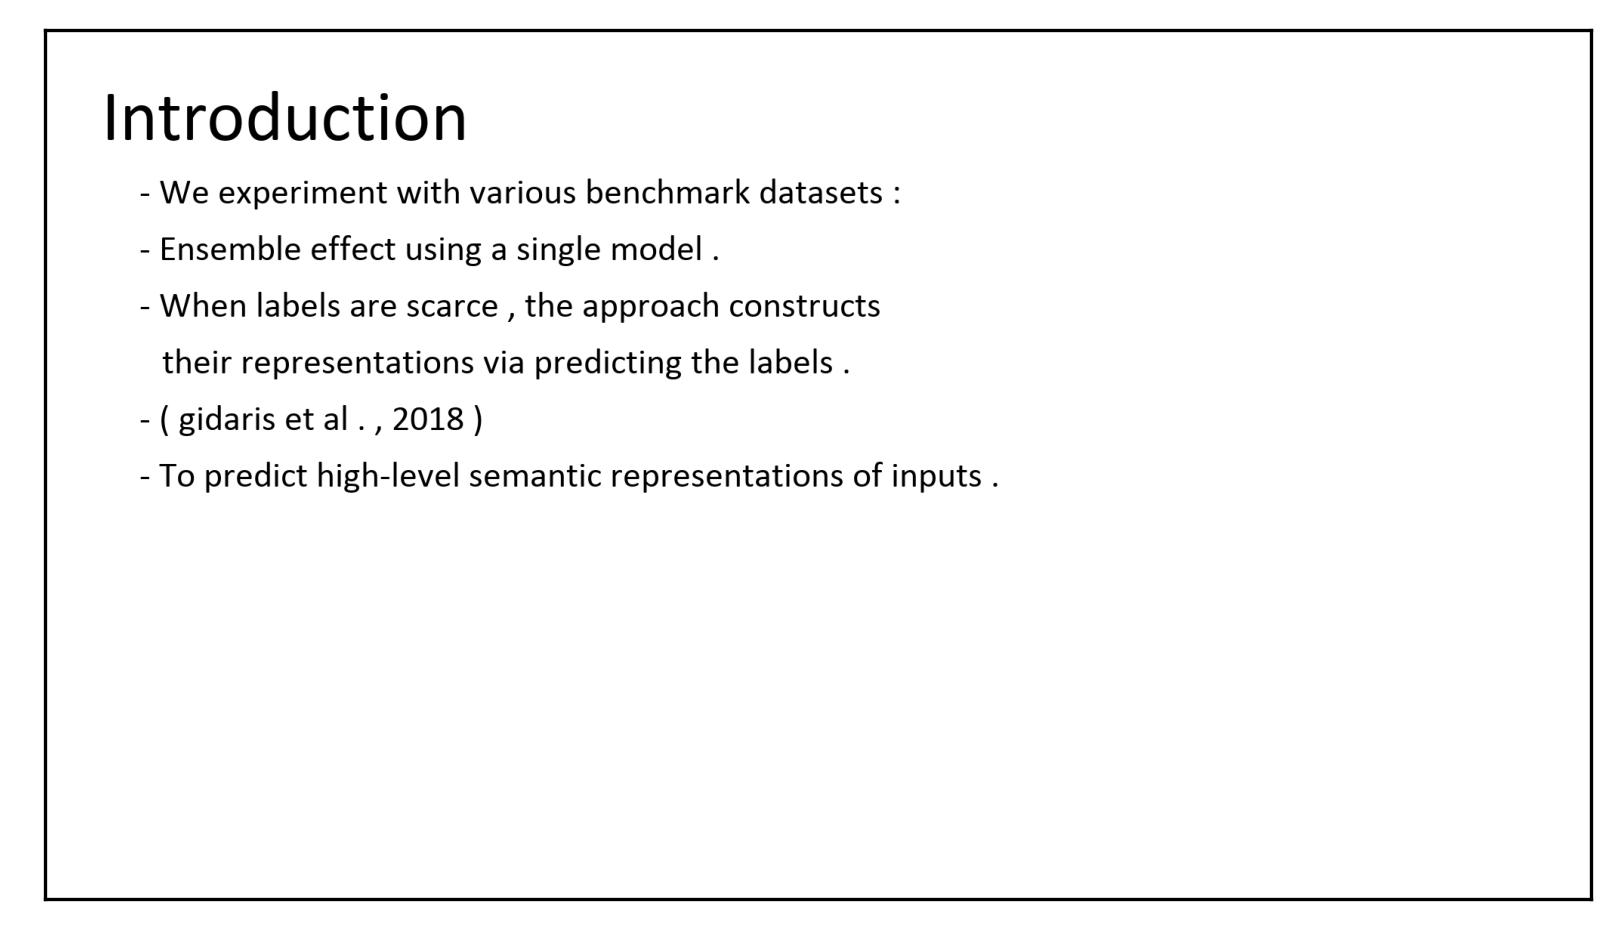 Introduction
- We experiment with various benchmark datasets :
- Ensemble effect using a single model .
- When labels are scarce , the approach constructs
their representations via predicting the labels .
- ( gidaris et al . , 2018 )
- To predict high-level semantic representations of inputs .